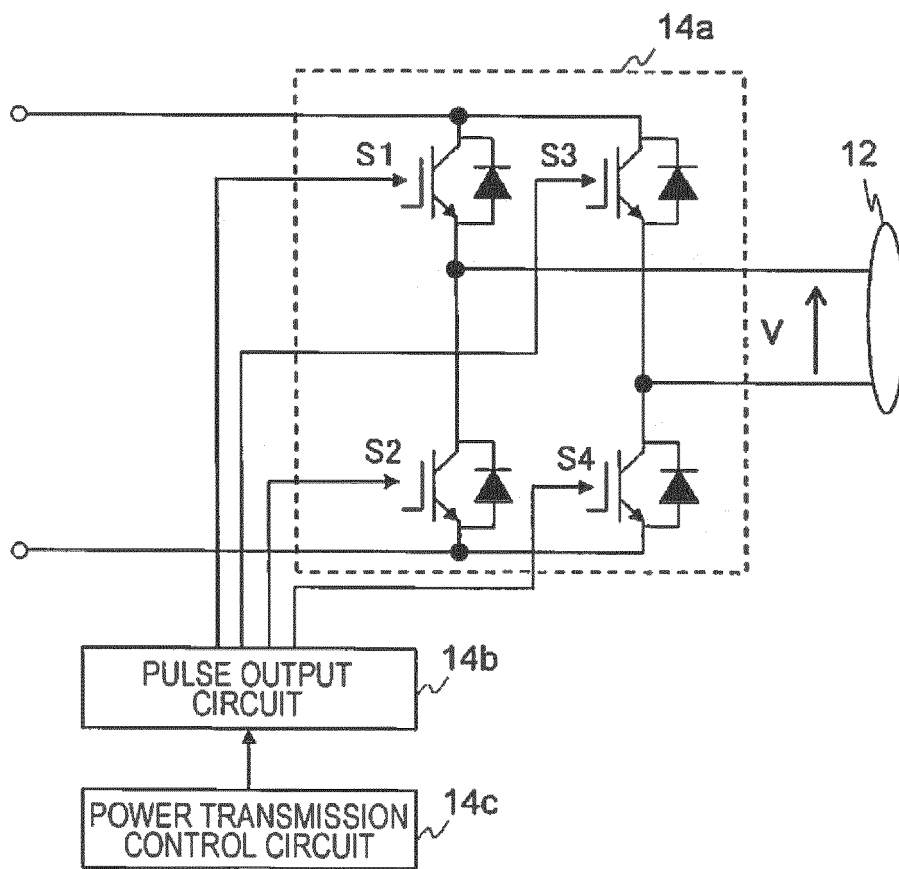 14a
S1
S3
12
V
S2
S4
PULSE OUTPUT
CIRCUIT
14b
POWER TRANSMISSION
CONTROL CIRCUIT
14c